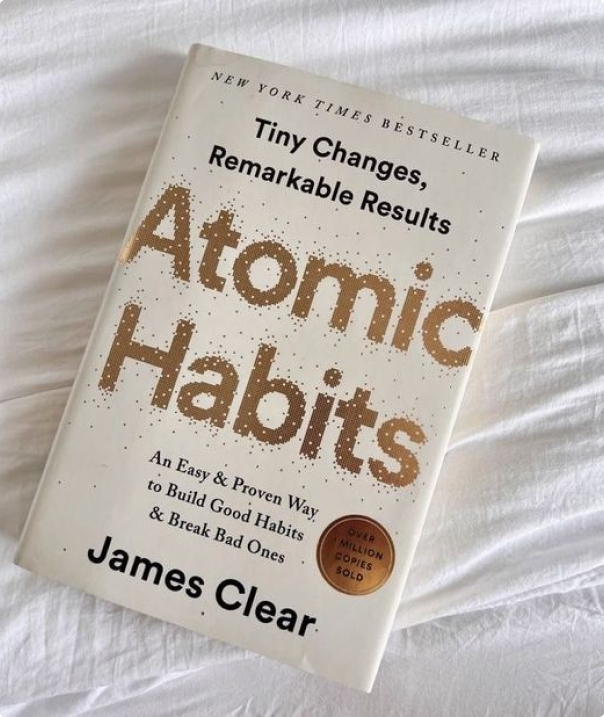 NEW YORK TIMES BESTSELLER
Tiny Changes,
Remarkable Results
Atomic
Habits
An Easy & Proven Way
to Build Good Habits
& Break Bad Ones
OVER
1 MILLION
COPIES
SOLD
James Clear